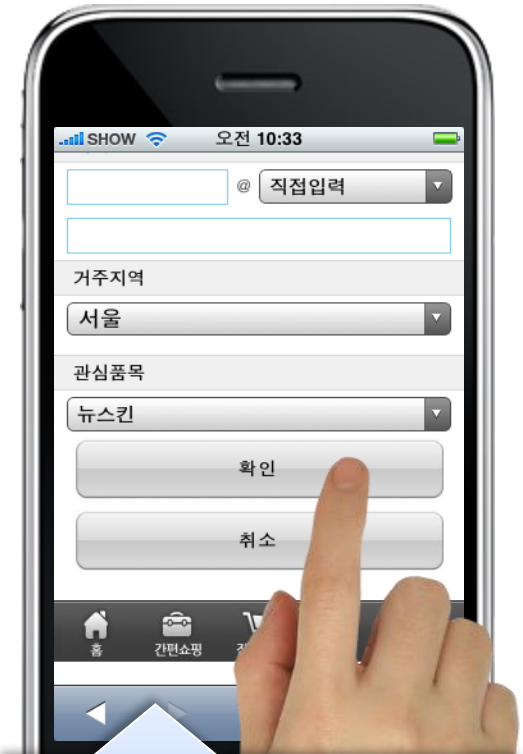 SHOW 오전 10:33
@ 직접입력
거주지역
서울
관심품목
뉴스킨
확인
취소
홈 간편쇼핑